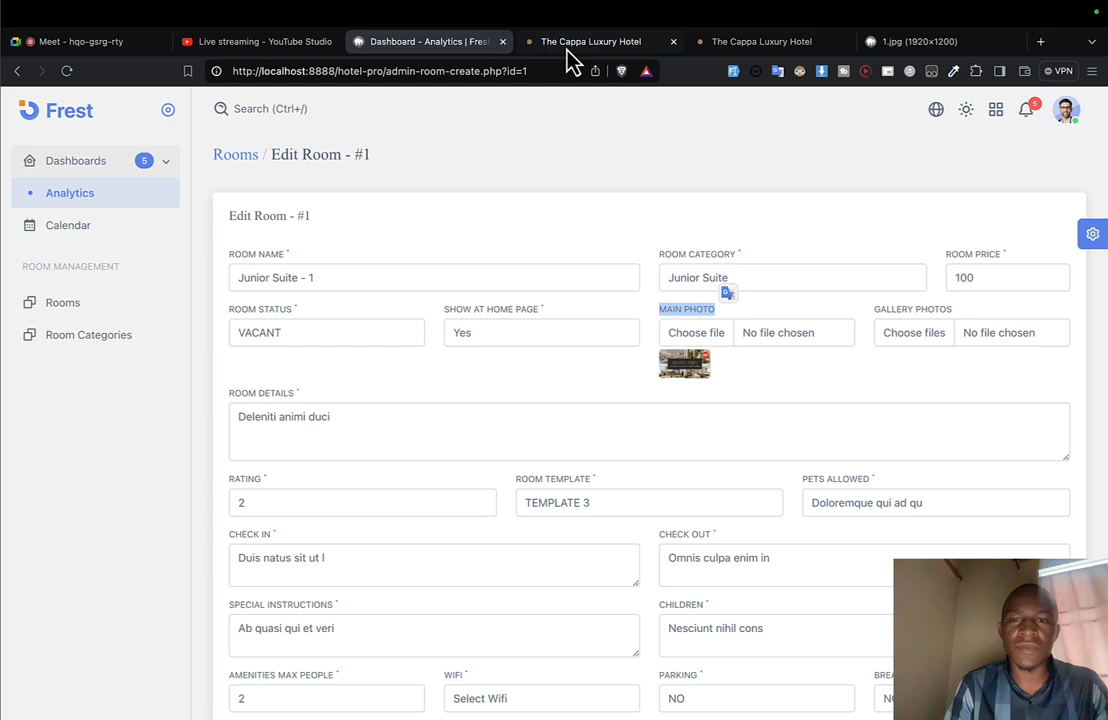 Meet - hqo-gsrg-rty
Live streaming - YouTube Studio
Dashboard - Analytics | Fres
The Cappa Luxury Hotel
The Cappa Luxury Hotel
1.jpg (1920×1200)
http://localhost:8888/hotel-pro/admin-room-create.php?id=1
VPN
Frest
Search (Ctrl+/)
5
Dashboards
5
Analytics
Calendar
ROOM MANAGEMENT
Rooms
Room Categories
Rooms / Edit Room - #1
Edit Room - #1
ROOM NAME *
ROOM CATEGORY *
ROOM PRICE *
Junior Suite - 1
Junior Suite
100
ROOM STATUS *
SHOW AT HOME PAGE *
MAIN PHOTO
GALLERY PHOTOS
VACANT
Yes
Choose file
No file chosen
Choose files
No file chosen
ROOM DETAILS *
Deleniti animi duci
RATING *
ROOM TEMPLATE *
PETS ALLOWED *
2
TEMPLATE 3
Doloremque qui ad qu
CHECK IN *
CHECK OUT *
Duis natus sit ut l
Omnis culpa enim in
SPECIAL INSTRUCTIONS *
CHILDREN *
Ab quasi qui et veri
Nesciunt nihil cons
AMENITIES MAX PEOPLE *
WIFI *
PARKING *
BREA
2
Select Wifi
NO
NO